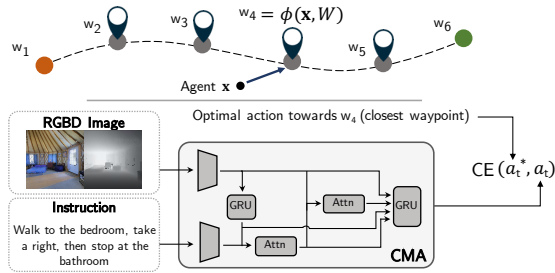 w₁
w₂
w₃
w₄ = ϕ(x, W)
w₅
w₆
Agent x
Optimal action towards w₄ (closest waypoint)
RGBD Image
CE (aₜ*, aₜ)
GRU
Attn
GRU
Attn
CMA
Instruction
Walk to the bedroom, take
a right, then stop at the
bathroom